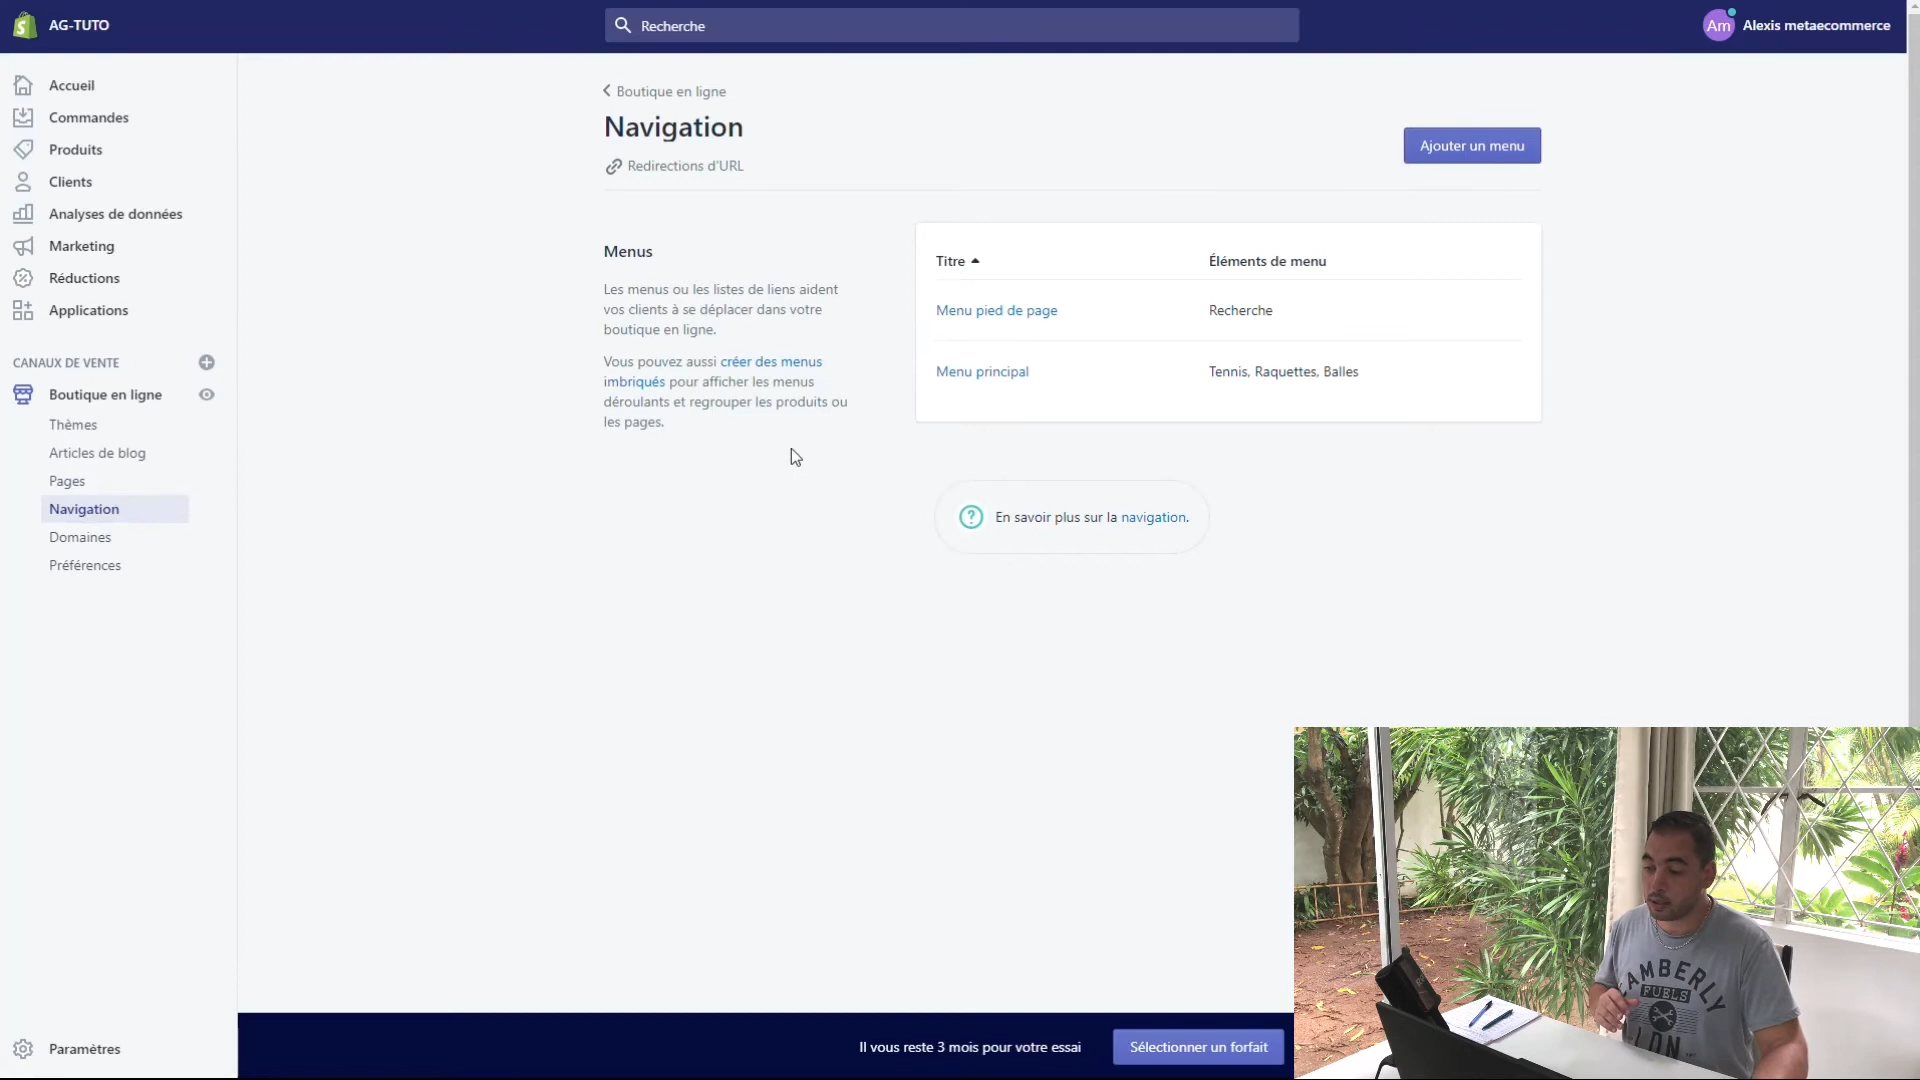 AG-TUTO
Recherche
Am
Alexis metaecommerce
Accueil
Commandes
Produits
Clients
Analyses de données
Marketing
Réductions
Applications
CANAUX DE VENTE
Boutique en ligne
Thèmes
Articles de blog
Pages
Navigation
Domaines
Préférences
Paramètres
Boutique en ligne
Navigation
Redirections d'URL
Ajouter un menu
Menus
Les menus ou les listes de liens aident
vos clients à se déplacer dans votre
boutique en ligne.
Vous pouvez aussi créer des menus
imbriqués pour afficher les menus
déroulants et regrouper les produits ou
les pages.
Titre
Éléments de menu
Menu pied de page
Recherche
Menu principal
Tennis, Raquettes, Balles
En savoir plus sur la navigation.
Il vous reste 3 mois pour votre essai
Sélectionner un forfait
AMBERLY
FUELS